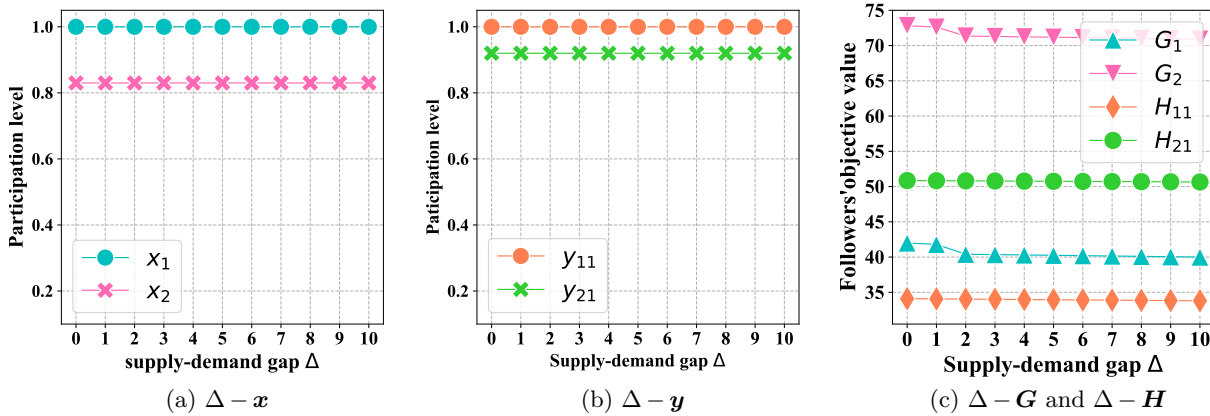 Participation level
1.0
0.8
0.6
0.4
0.2
x1
x2
0 1 2 3 4 5 6 7 8 9 10
supply-demand gap Δ
(a) Δ − x
Paticipation level
1.0
0.8
0.6
0.4
0.2
y11
y21
0 1 2 3 4 5 6 7 8 9 10
Supply-demand gap Δ
(b) Δ − y
Followers'objective value
75
70
65
60
55
50
45
40
35
G1
G2
H11
H21
0 1 2 3 4 5 6 7 8 9 10
Supply-demand gap Δ
(c) Δ − G and Δ − H